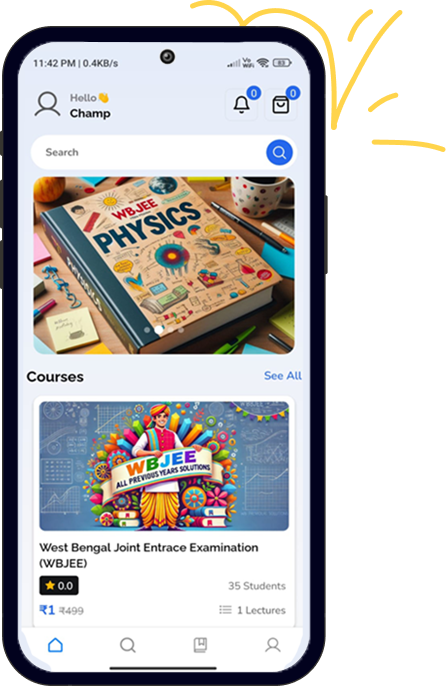 11:42 PM | 0.4KB/s
Vo
WiFi
83
Hello👋
Champ
0
0
Search
WBJEE
PHYSICS
PHYSICS
Courses
See All
WBJEE
ALL PREVIOUS YEARS SOLUTIONS
West Bengal Joint Entrace Examination
(WBJEE)
0.0
35 Students
₹1 ₹499
1 Lectures